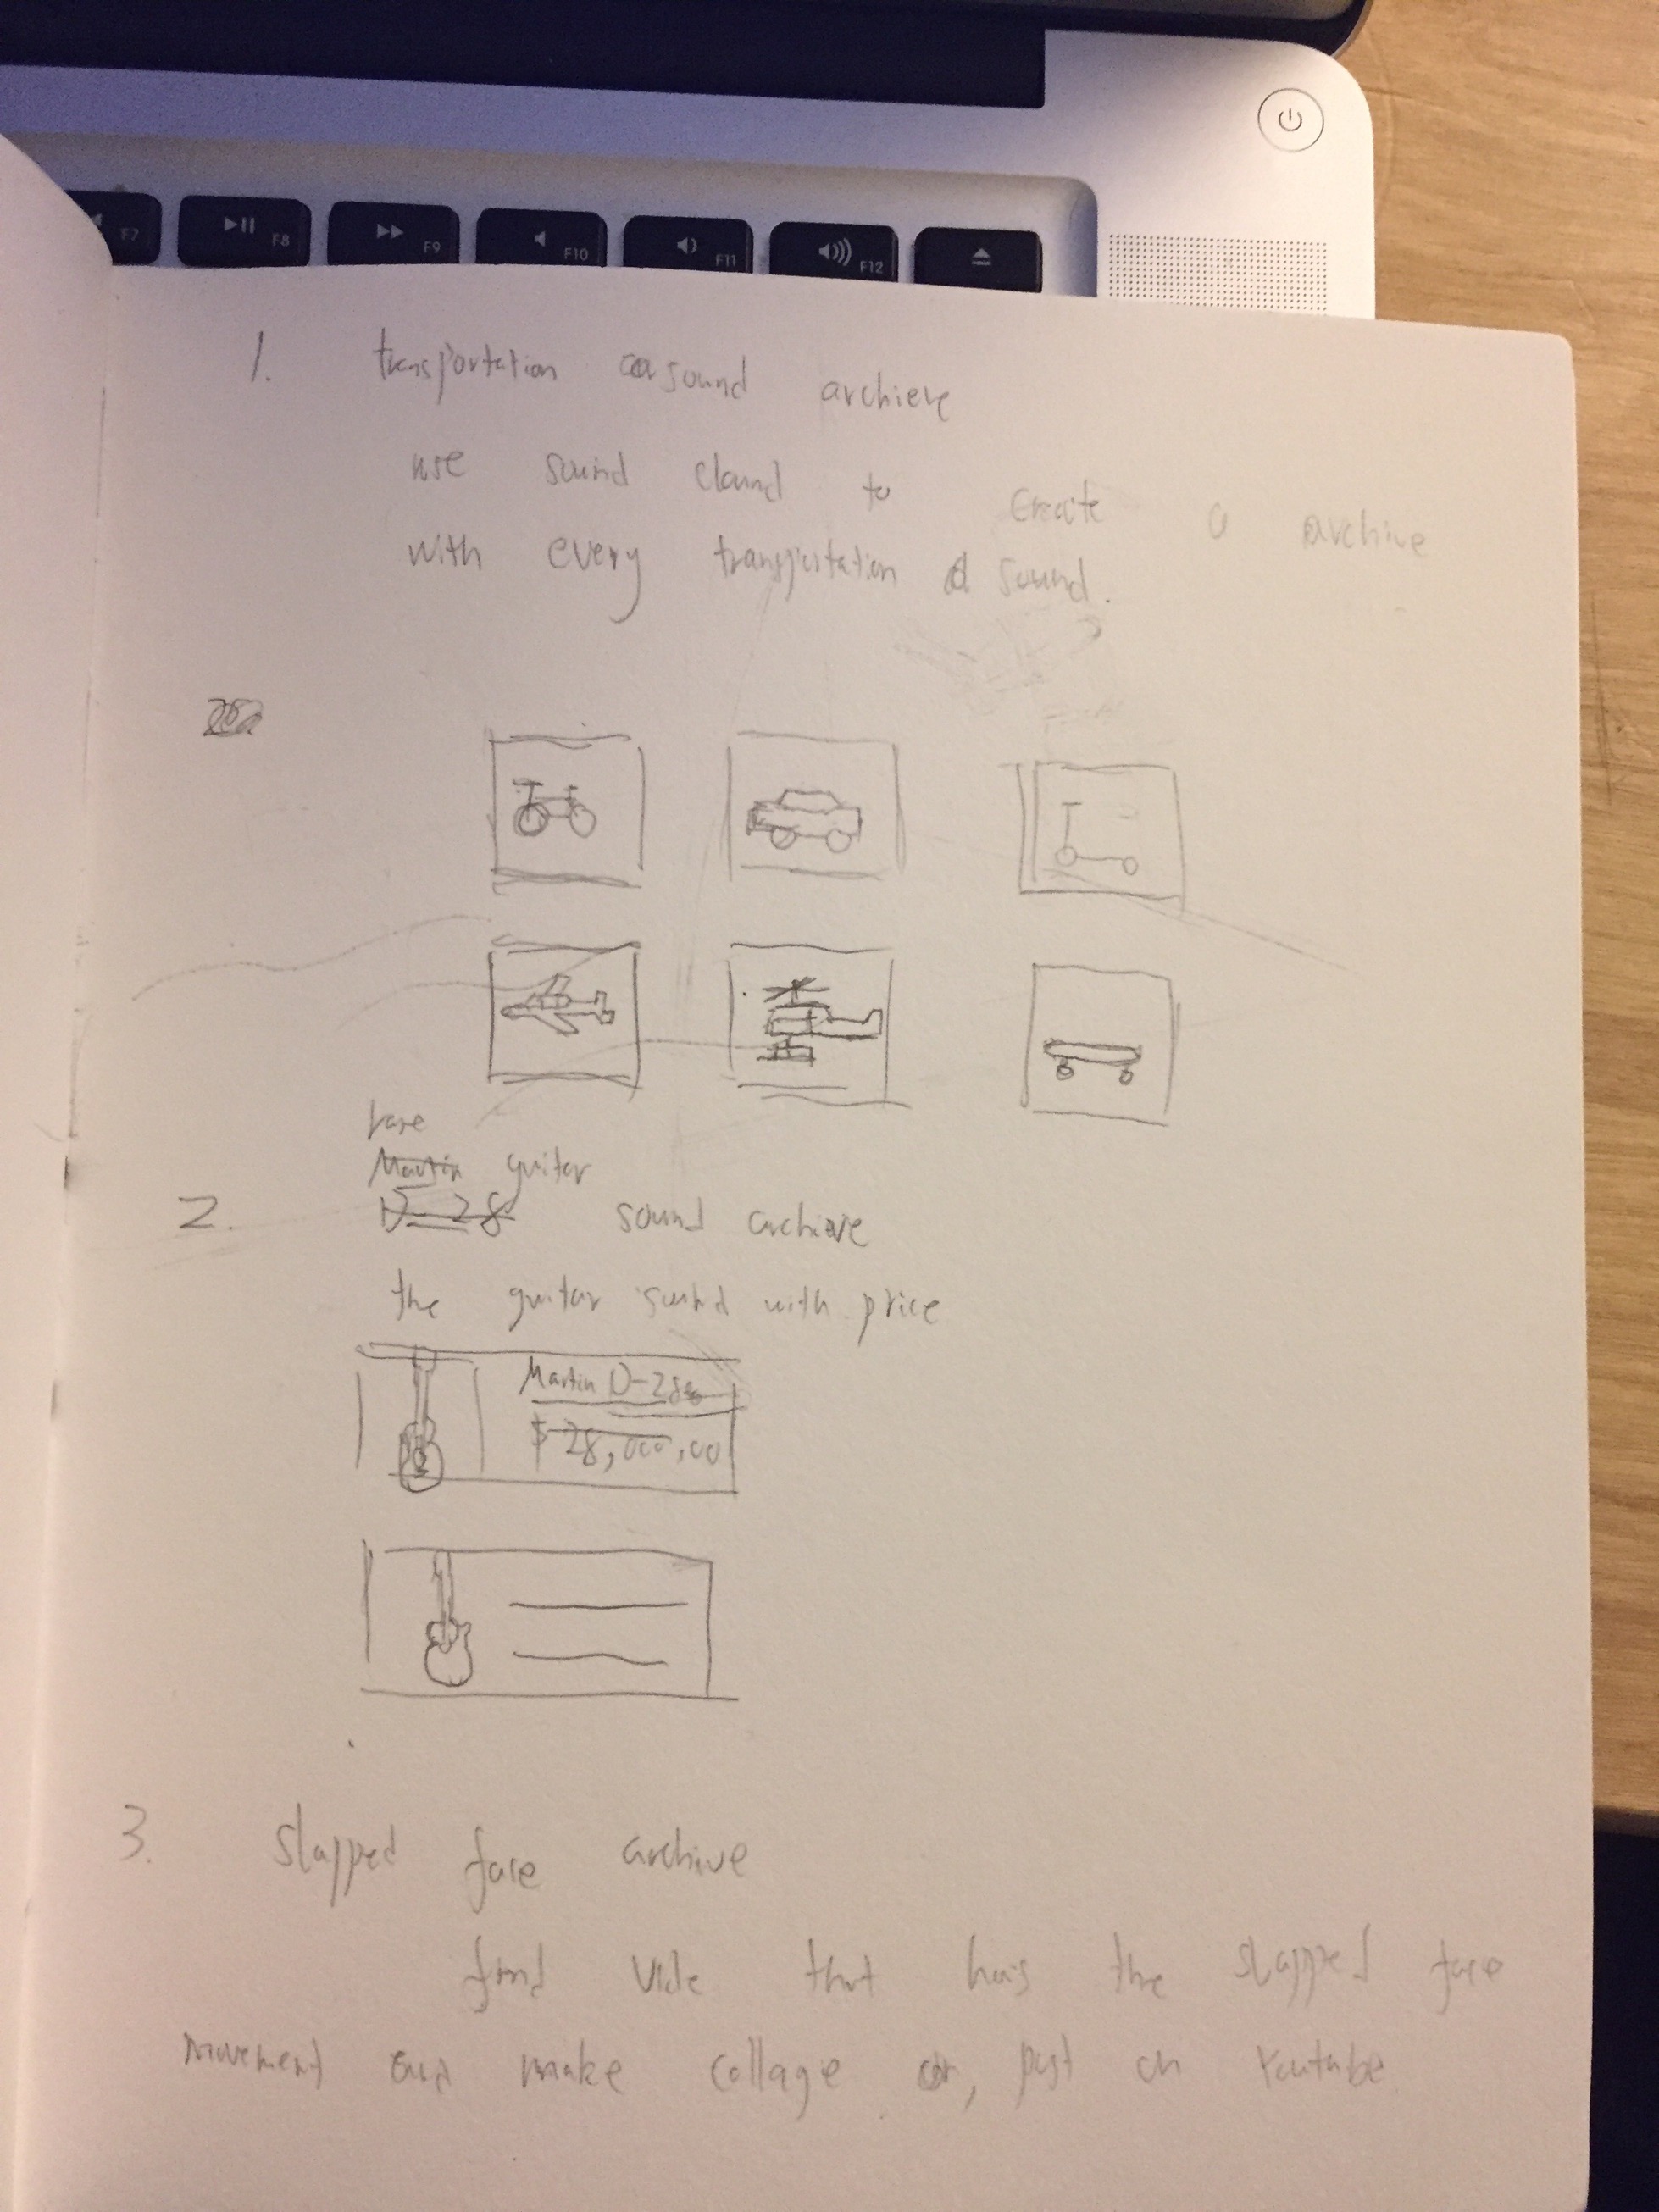 F7 F8 F9 F10 F11 F12
1. transportation sound archieve
use sound cloud to create a archive
with every transportation sound.
rare
Martin guitar
2. D-28 sound archieve
the guitar sound with price
Martin D-28
$28,000,00
3. slapped face archive
find vide that has the slapped face
movement and make collage or, post on Youtube